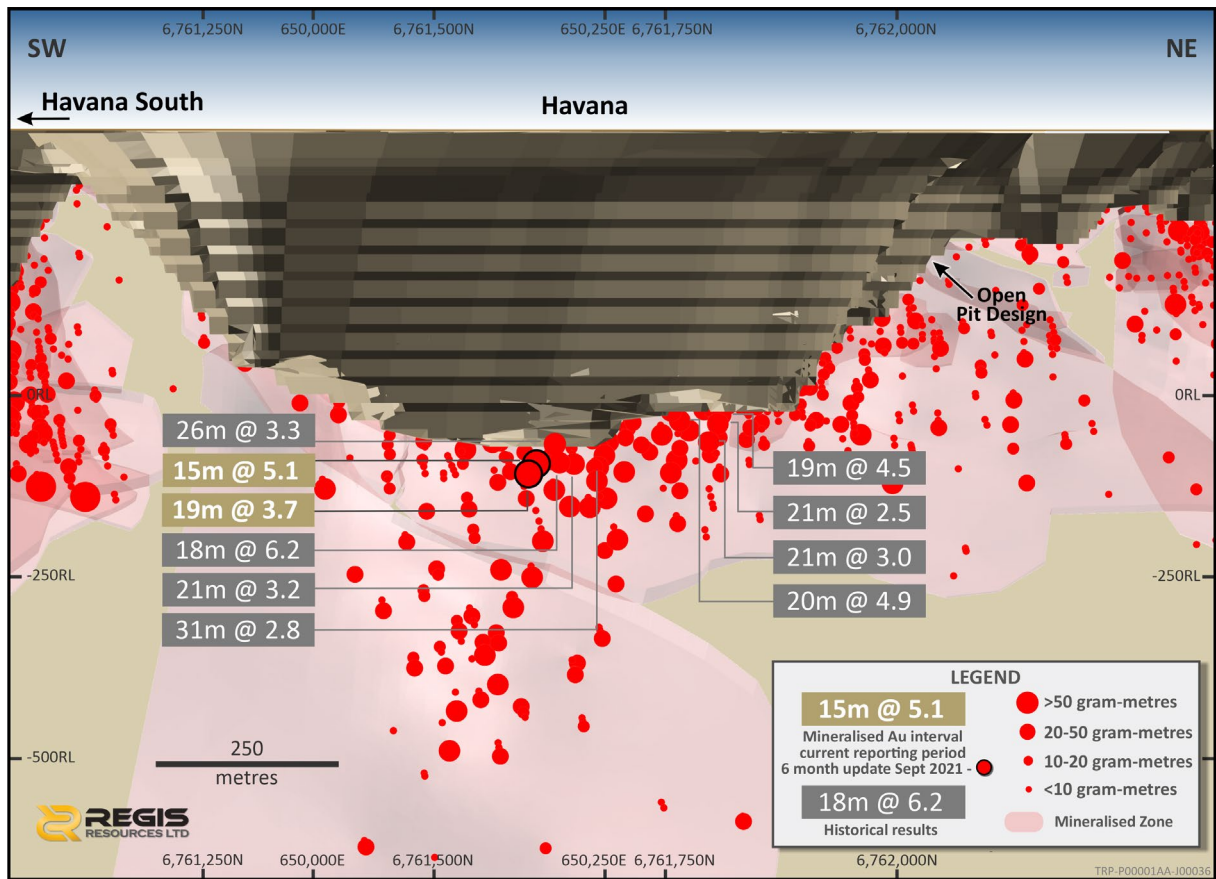 6,761,250N 650,000E 6,761,500N 650,250E 6,761,750N 6,762,000N
SW
NE
Havana South
Havana
Open
Pit Design
0RL
0RL
26m @ 3.3
15m @ 5.1
19m @ 3.7
18m @ 6.2
21m @ 3.2
31m @ 2.8
19m @ 4.5
21m @ 2.5
21m @ 3.0
20m @ 4.9
-250RL
-250RL
-500RL
250
metres
LEGEND
15m @ 5.1
Mineralised Au interval
current reporting period
6 month update Sept 2021 -
18m @ 6.2
Historical results
>50 gram-metres
20-50 gram-metres
10-20 gram-metres
<10 gram-metres
Mineralised Zone
REGIS
RESOURCES LTD
6,761,250N 650,000E 6,761,500N 650,250E 6,761,750N 6,762,000N
TRP-P00001AA-J00036